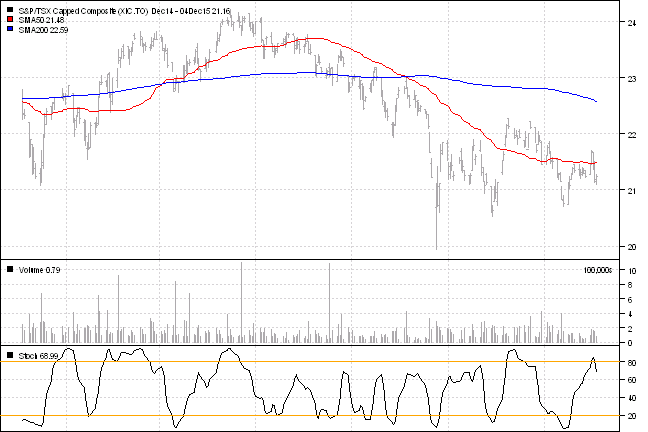 S&P/TSX Capped Composite (XIC.TO) Dec14 - 04Dec15 21.16
SMA50 21.48
SMA200 22.59
24
23
22
21
20
Volume 0.79
100,000s
10
8
6
4
2
0
Stoch 68.99
80
60
40
20